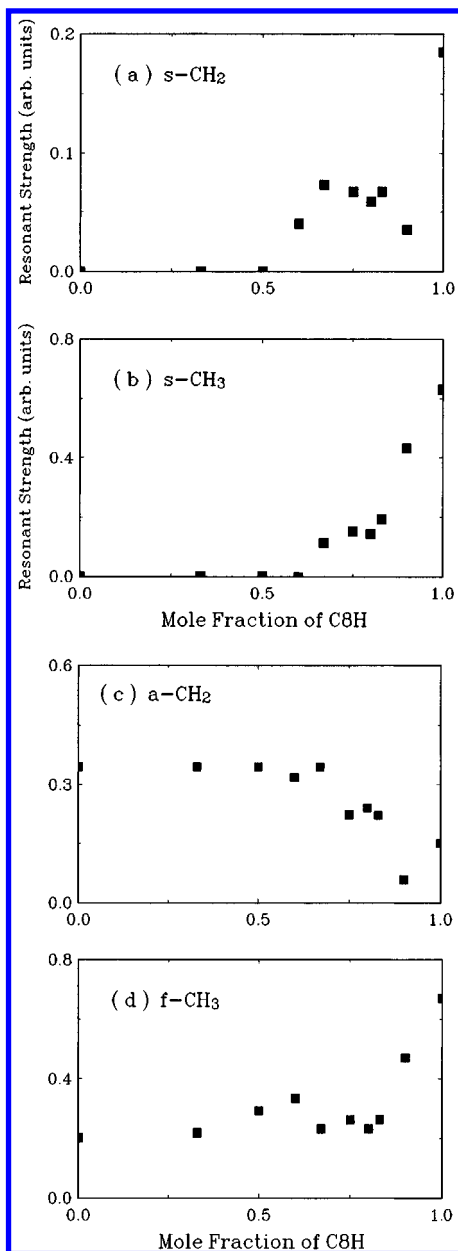 0.2
(a) s-CH2
0.1
0.0
0.0 0.5 1.0
Resonant Strength (arb. units)
0.8
(b) s-CH3
0.4
0.0
0.0 0.5 1.0
Resonant Strength (arb. units)
Mole Fraction of C8H
0.6
(c) a-CH2
0.3
0.0
0.0 0.5 1.0
0.8
(d) f-CH3
0.4
0.0
0.0 0.5 1.0
Mole Fraction of C8H